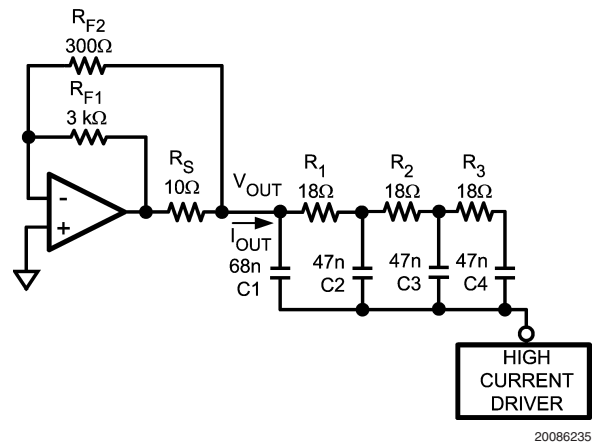 RF2
300Ω
RF1
3 kΩ
RS
10Ω
VOUT
IOUT
R1
18Ω
R2
18Ω
R3
18Ω
-
+
68n
C1
47n
C2
47n
C3
47n
C4
HIGH
CURRENT
DRIVER
20086235